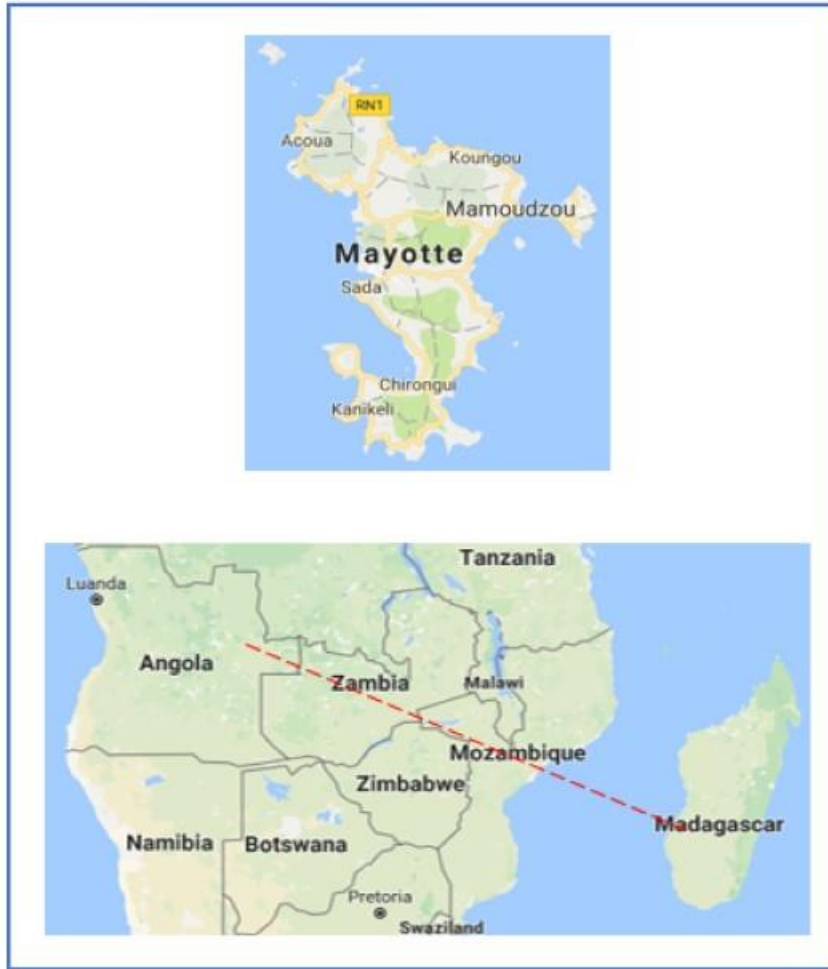 RN1
Acoua
Koungou
Mamoudzou
Mayotte
Sada
Chirongui
Kanikeli
Tanzania
Luanda
Angola
Zambia
Malawi
Mozambique
Zimbabwe
Madagascar
Namibia
Botswana
Pretoria
Swaziland